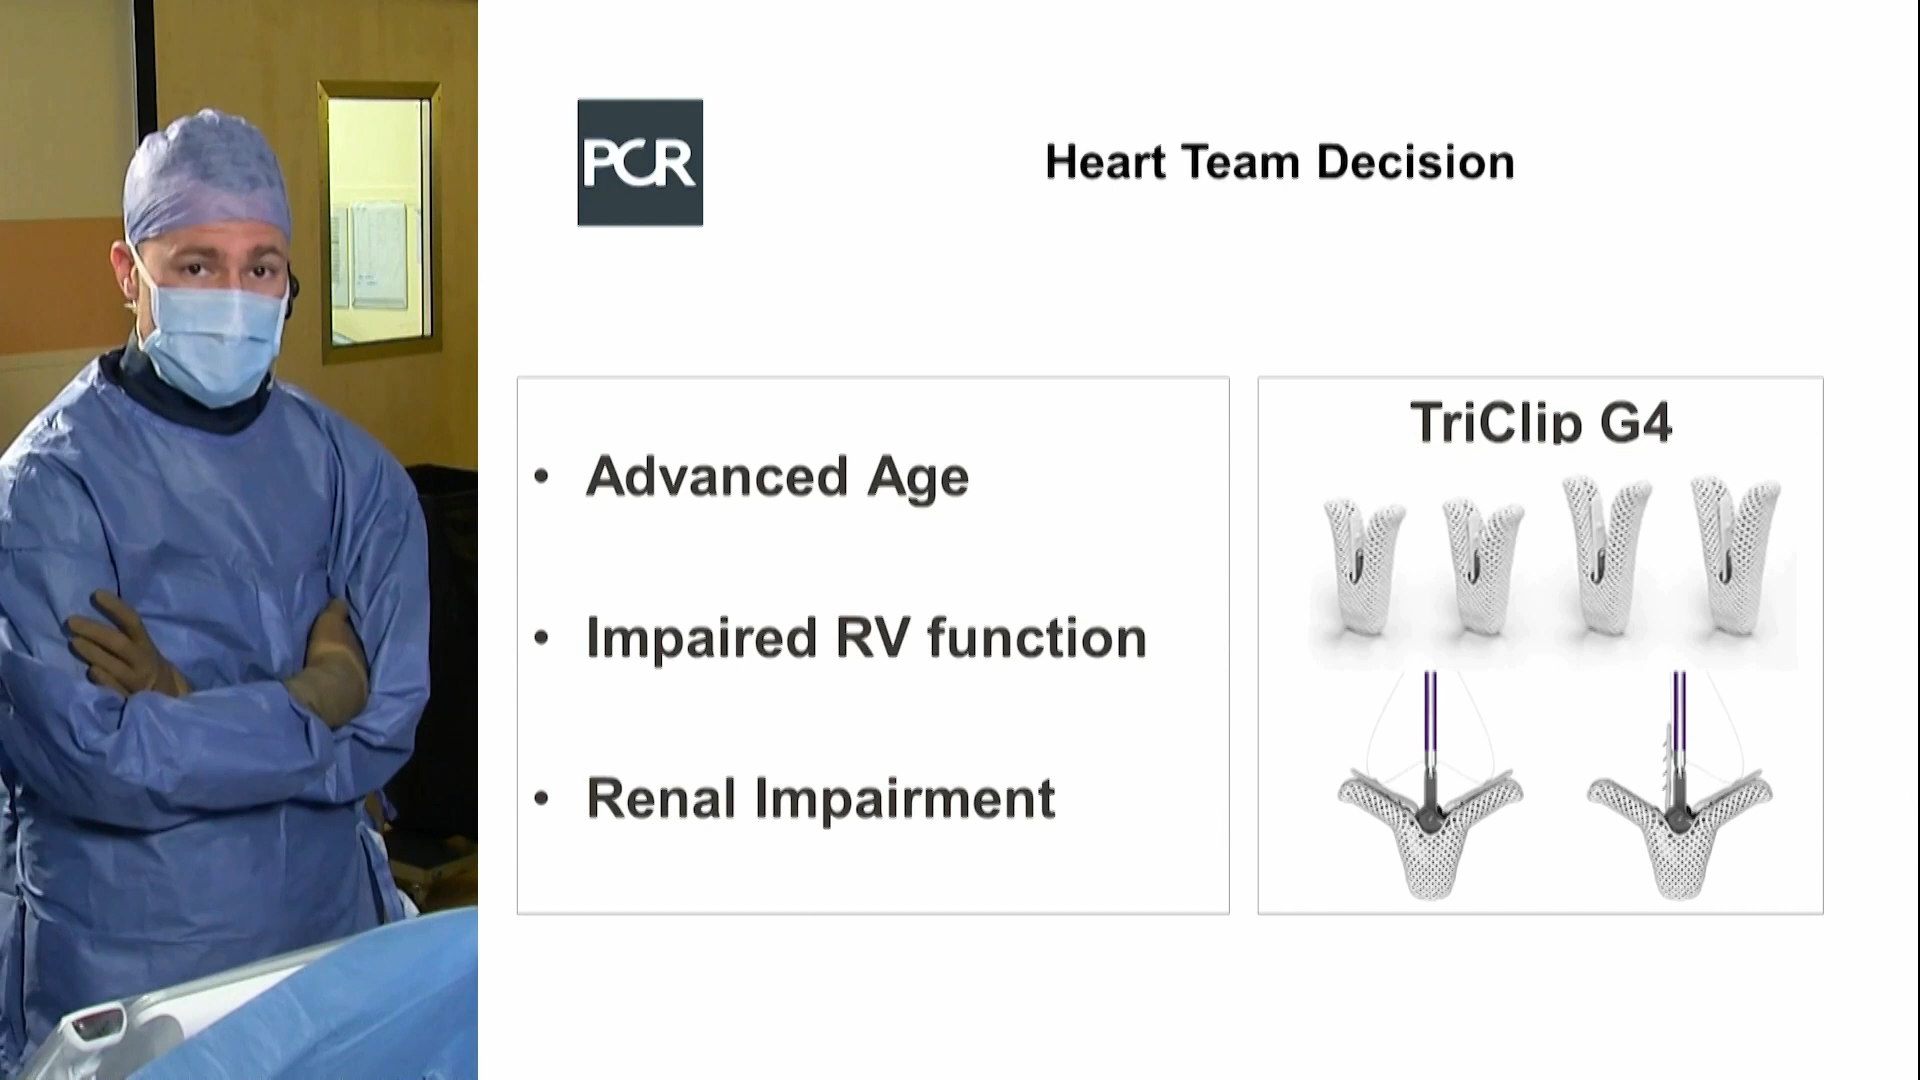 PCR
Heart Team Decision
• Advanced Age
• Impaired RV function
• Renal Impairment
TriClip G4